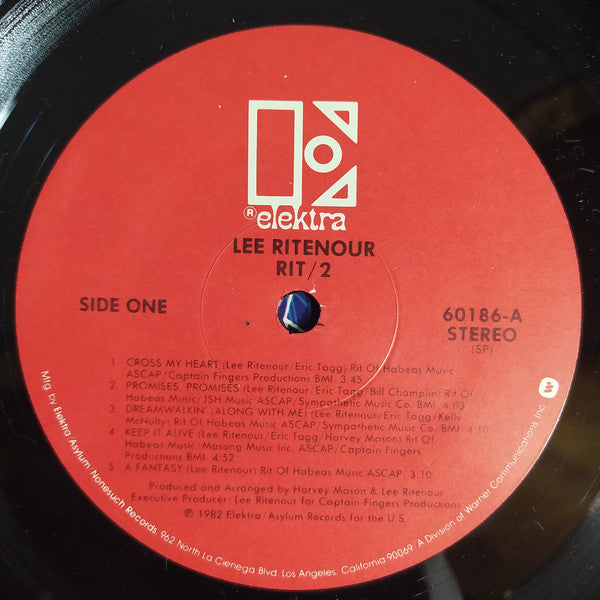 ® elektra
LEE RITENOUR
RIT/2
SIDE ONE
60186-A
STEREO
(SP)
1 CROSS MY HEART (Lee Ritenour/Eric Tagg) Rit Of Habeas Music
ASCAP/Captain Fingers Productions BMI 3:45
2 PROMISES, PROMISES (Lee Ritenour/Eric Tagg/Bill Champlin) Rit Of
Habeas Music/JSH Music ASCAP/Sympathetic Music Co. BMI 4:03
3 DREAMWALKIN' (ALONG WITH ME) (Lee Ritenour/Eric Tagg/Kelly
McNulty) Rit Of Habeas Music ASCAP/Sympathetic Music Co. BMI 4:10
4 KEEP IT ALIVE (Lee Ritenour/Eric Tagg/Harvey Mason) Rit Of
Habeas Music/Masong Music Inc. ASCAP/Captain Fingers
Productions BMI 4:52
5 A FANTASY (Lee Ritenour) Rit Of Habeas Music ASCAP 3:10
Produced and Arranged by Harvey Mason & Lee Ritenour
Executive Producer: Lee Ritenour for Captain Fingers Productions
℗ 1982 Elektra/Asylum Records for the U.S.
Mfg. by Elektra/Asylum/Nonesuch Records, 962 North La Cienega Blvd. Los Angeles, California 90069. A Division of Warner Communications Inc.